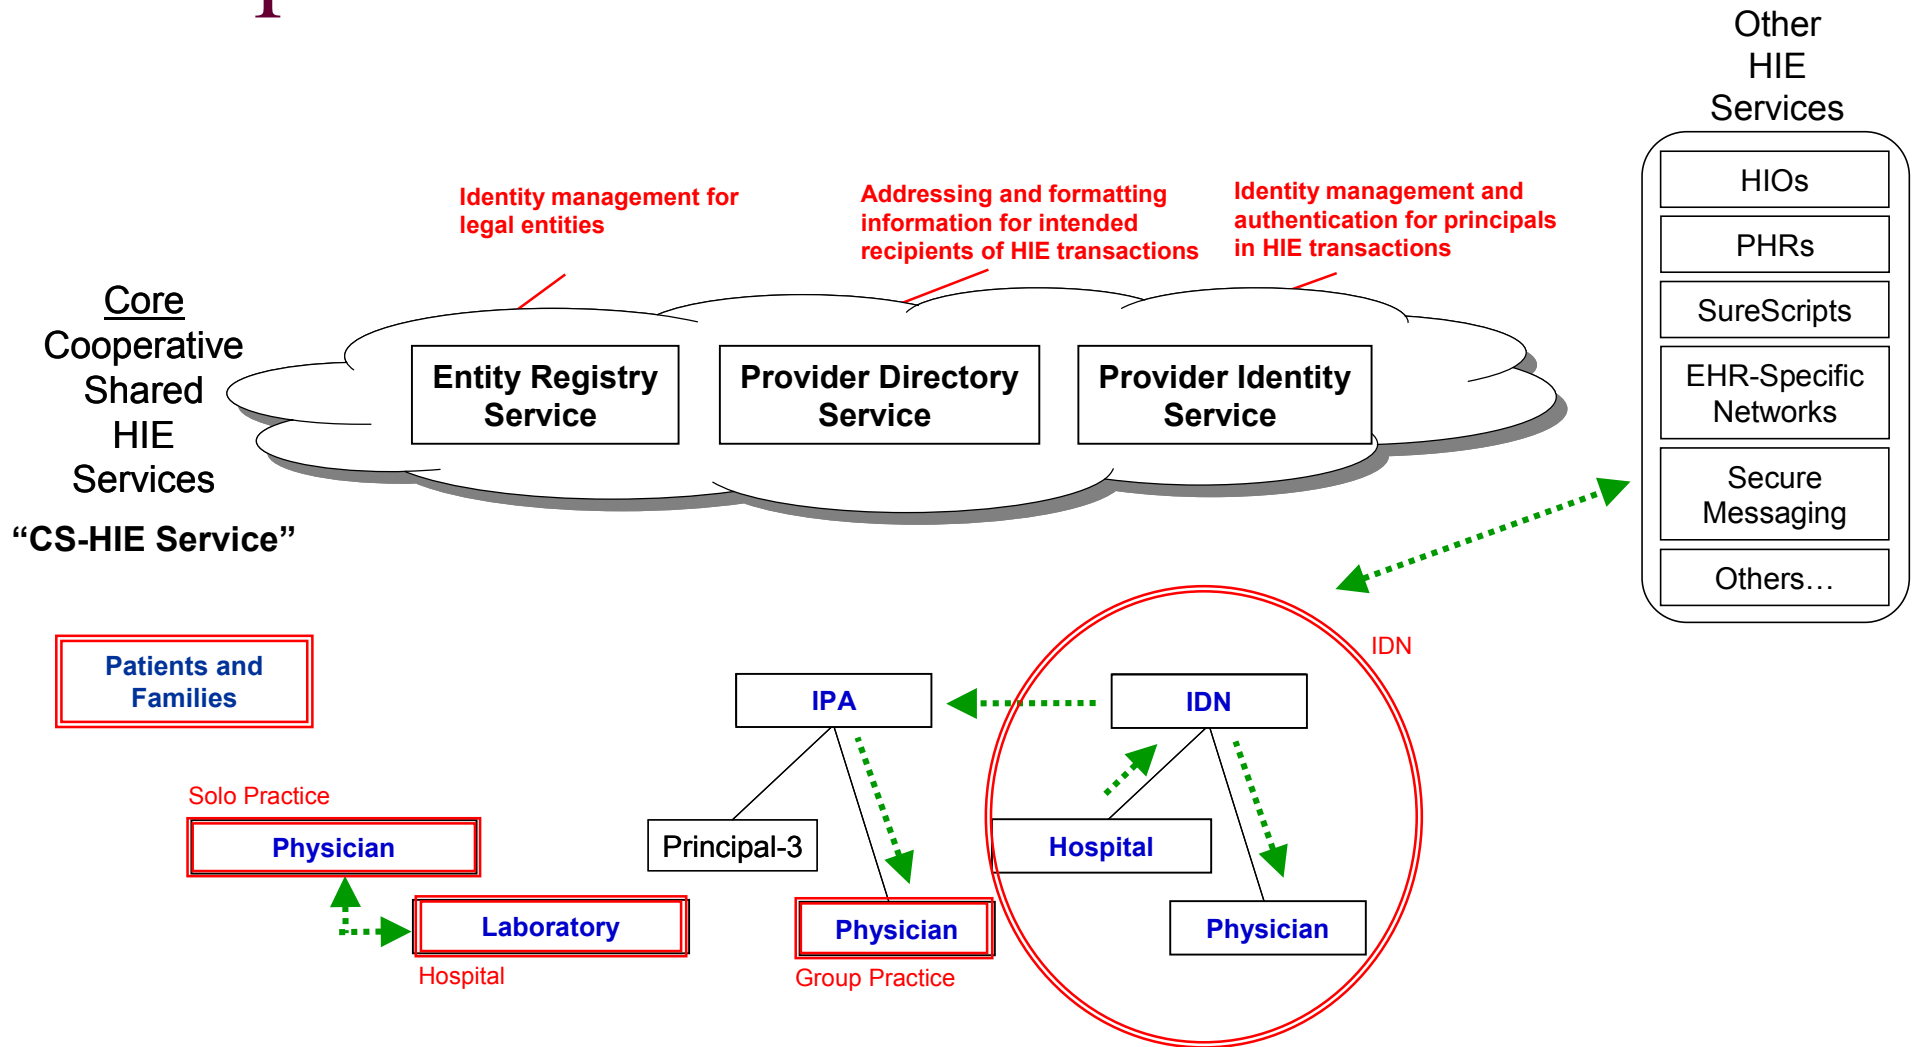 Other
HIE
Services
HIOs
PHRs
SureScripts
EHR-Specific
Networks
Secure
Messaging
Others…
Identity management for
legal entities
Addressing and formatting
information for intended
recipients of HIE transactions
Identity management and
authentication for principals
in HIE transactions
Core
Cooperative
Shared
HIE
Services
“CS-HIE Service”
Entity Registry
Service
Provider Directory
Service
Provider Identity
Service
Patients and
Families
IDN
IPA
IDN
Solo Practice
Physician
Principal-3
Hospital
Laboratory
Hospital
Physician
Group Practice
Physician